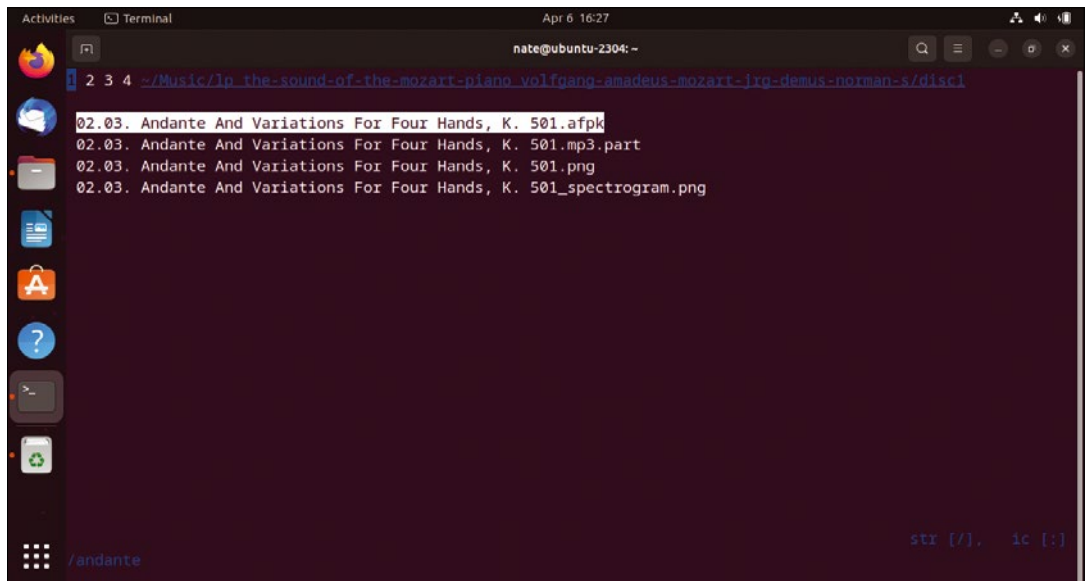 Activities Terminal Apr 6 16:27
nate@ubuntu-2304: ~
1 2 3 4 ~/Music/lp_the-sound-of-the-mozart-piano_volfgang-amadeus-mozart-jrg-demus-norman-s/disc1
02.03. Andante And Variations For Four Hands, K. 501.afpk
02.03. Andante And Variations For Four Hands, K. 501.mp3.part
02.03. Andante And Variations For Four Hands, K. 501.png
02.03. Andante And Variations For Four Hands, K. 501_spectrogram.png
str [/], ic [:]
/andante